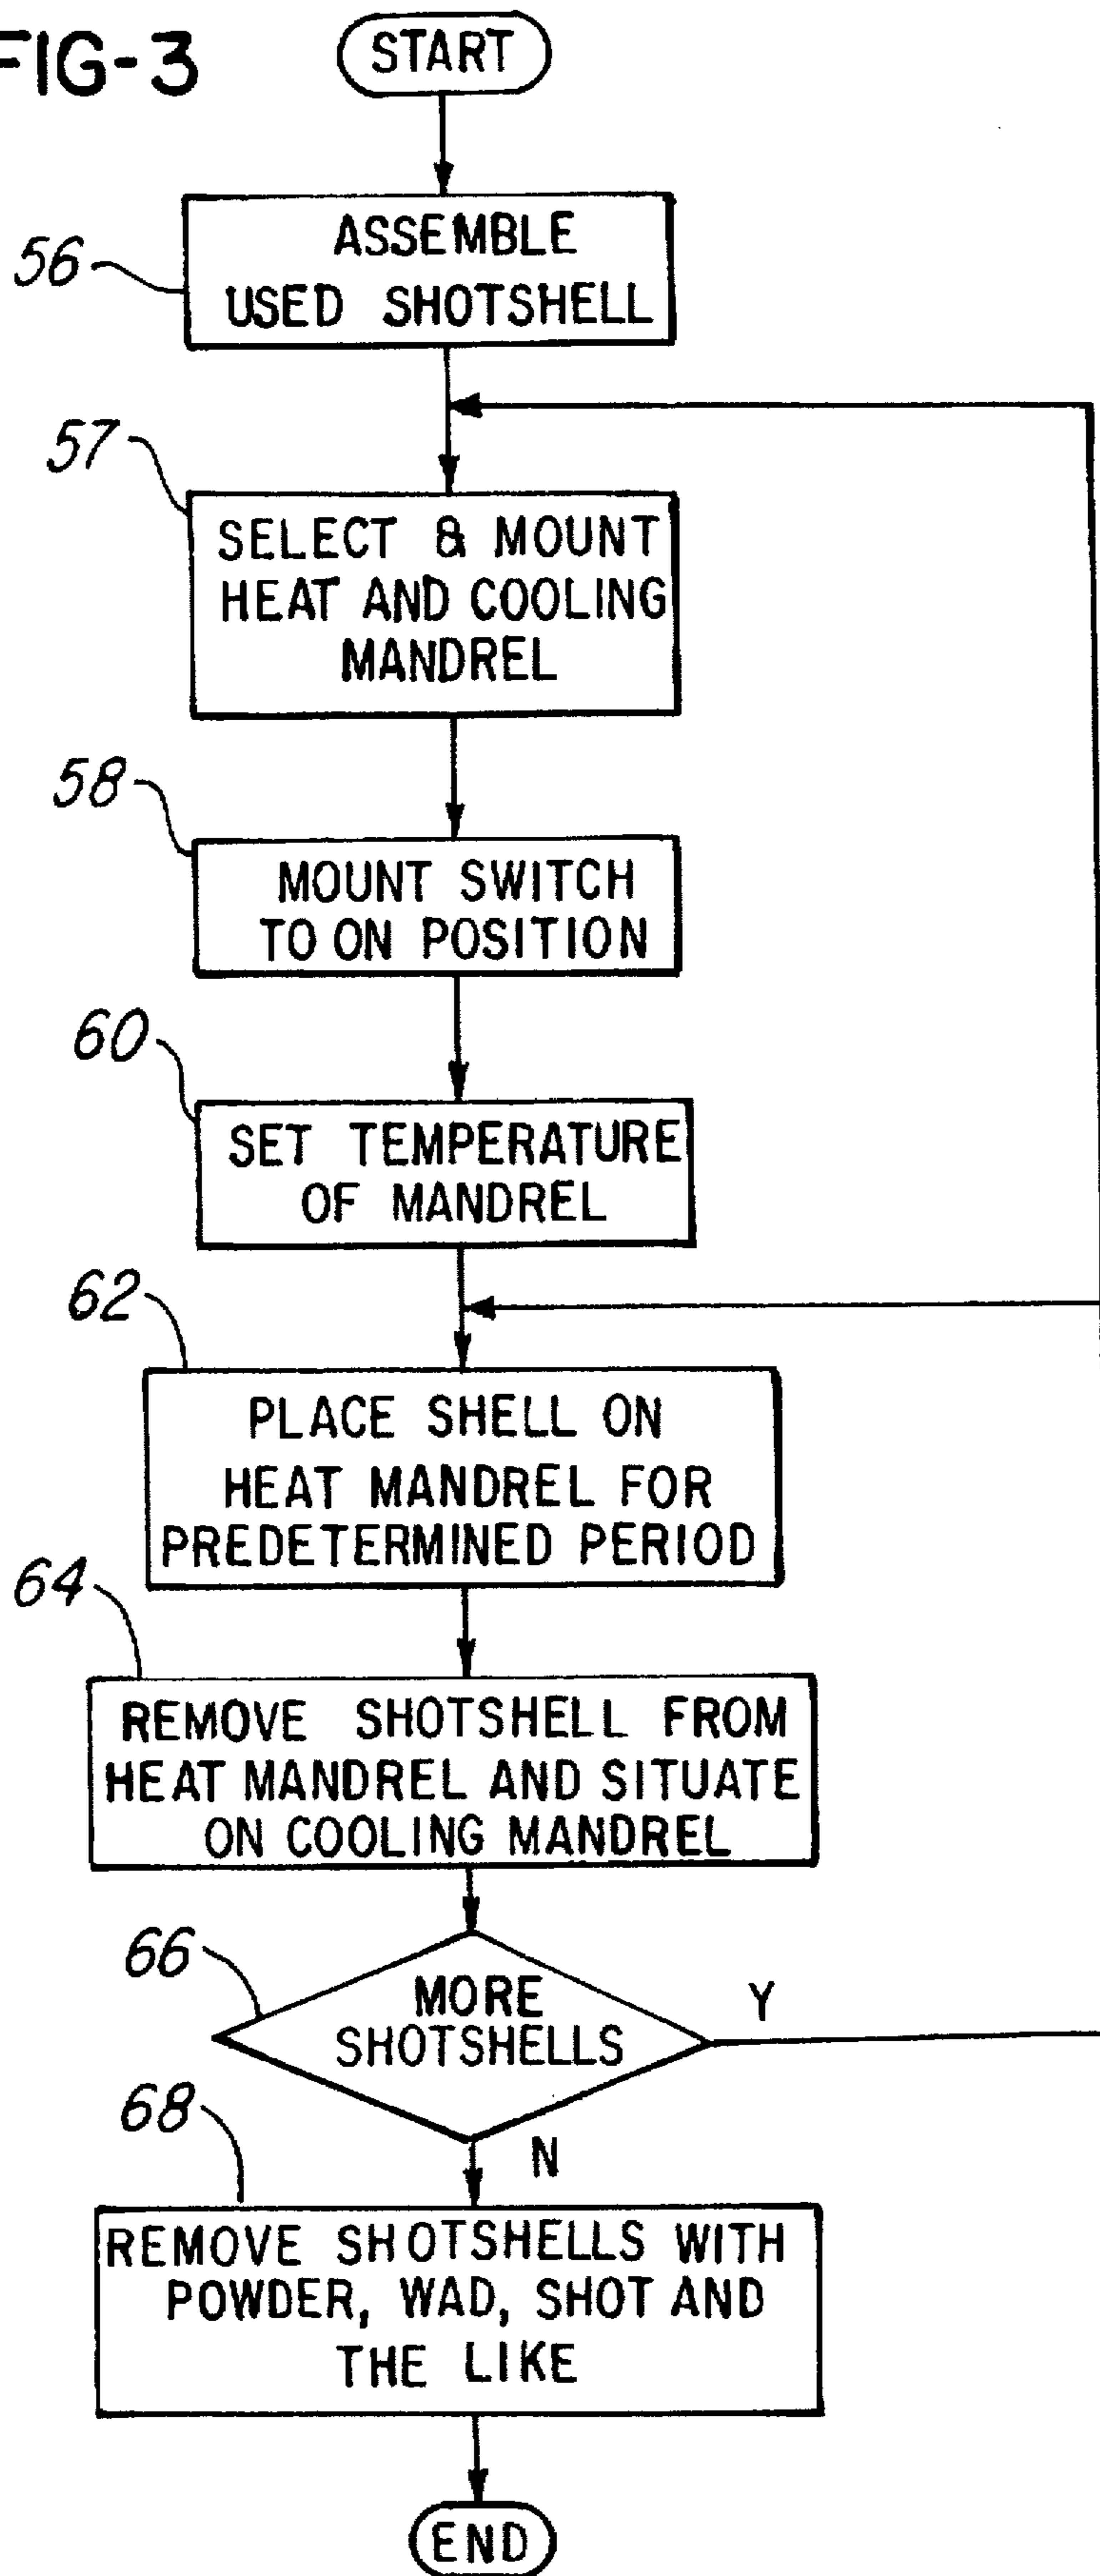 FIG-3
START
56
ASSEMBLE
USED SHOTSHELL
57
SELECT & MOUNT
HEAT AND COOLING
MANDREL
58
MOUNT SWITCH
TO ON POSITION
60
SET TEMPERATURE
OF MANDREL
62
PLACE SHELL ON
HEAT MANDREL FOR
PREDETERMINED PERIOD
64
REMOVE SHOTSHELL FROM
HEAT MANDREL AND SITUATE
ON COOLING MANDREL
66
MORE
SHOTSHELLS
Y
N
68
REMOVE SHOTSHELLS WITH
POWDER, WAD, SHOT AND
THE LIKE
END